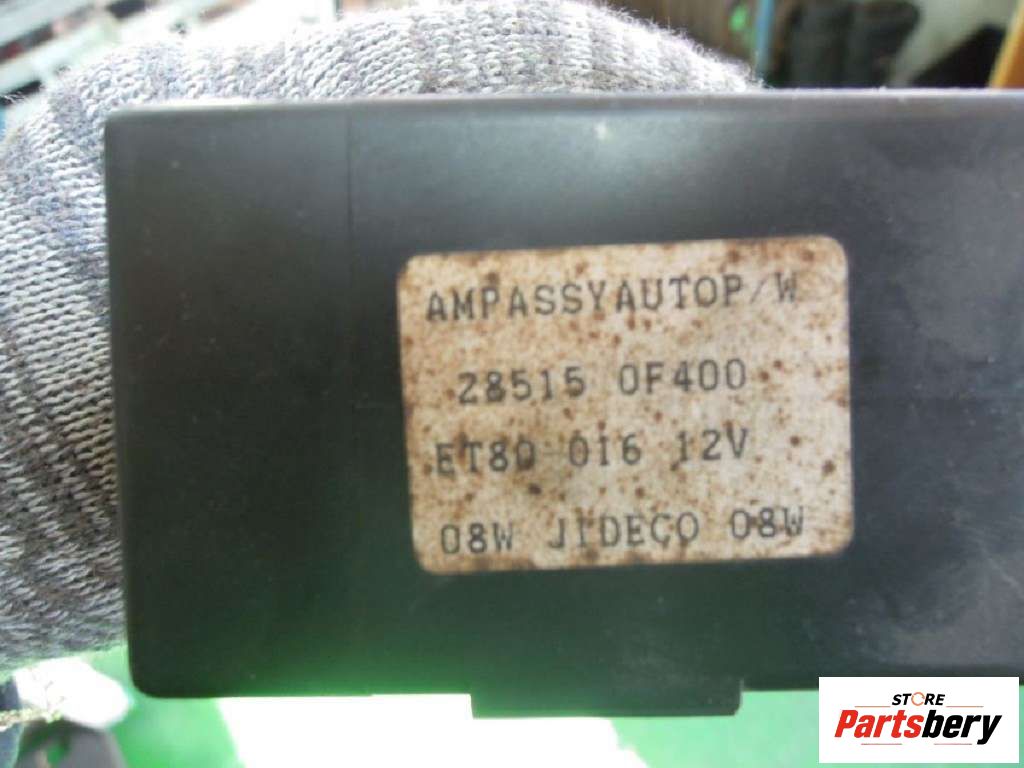 AMPASSYAUTOP/W
28515 0F400
ET80 016 12V
08W JIDECO 08W
STORE
Partsbery